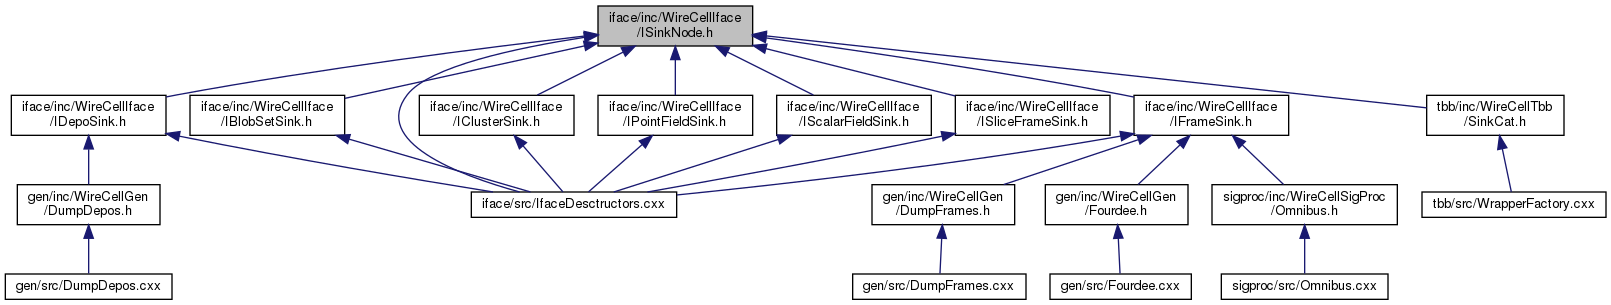 iface/inc/WireCellIface
/ISinkNode.h
iface/inc/WireCellIface
/IDepoSink.h
iface/inc/WireCellIface
/IBlobSetSink.h
iface/inc/WireCellIface
/IClusterSink.h
iface/inc/WireCellIface
/IPointFieldSink.h
iface/inc/WireCellIface
/IScalarFieldSink.h
iface/inc/WireCellIface
/ISliceFrameSink.h
iface/inc/WireCellIface
/IFrameSink.h
tbb/inc/WireCellTbb
/SinkCat.h
gen/inc/WireCellGen
/DumpDepos.h
iface/src/IfaceDesctructors.cxx
gen/inc/WireCellGen
/DumpFrames.h
gen/inc/WireCellGen
/Fourdee.h
sigproc/inc/WireCellSigProc
/Omnibus.h
tbb/src/WrapperFactory.cxx
gen/src/DumpDepos.cxx
gen/src/DumpFrames.cxx
gen/src/Fourdee.cxx
sigproc/src/Omnibus.cxx